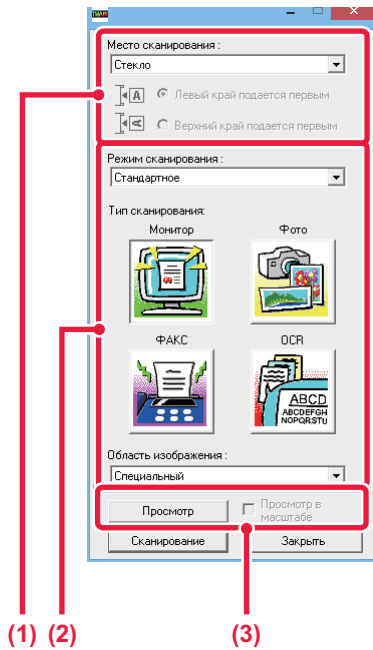 TWAIN
Место сканирования :
Стекло
A
Левый край подается первым
A
Верхний край подается первым
Режим сканирования :
Стандартное
Тип сканирования:
Монитор
Фото
ФАКС
OCR
ABCD
ABCDEFGH
NOPQRSTU
Область изображения :
Специальный
Просмотр
Просмотр в
масштабе
Сканирование
Закрыть
(1) (2) (3)